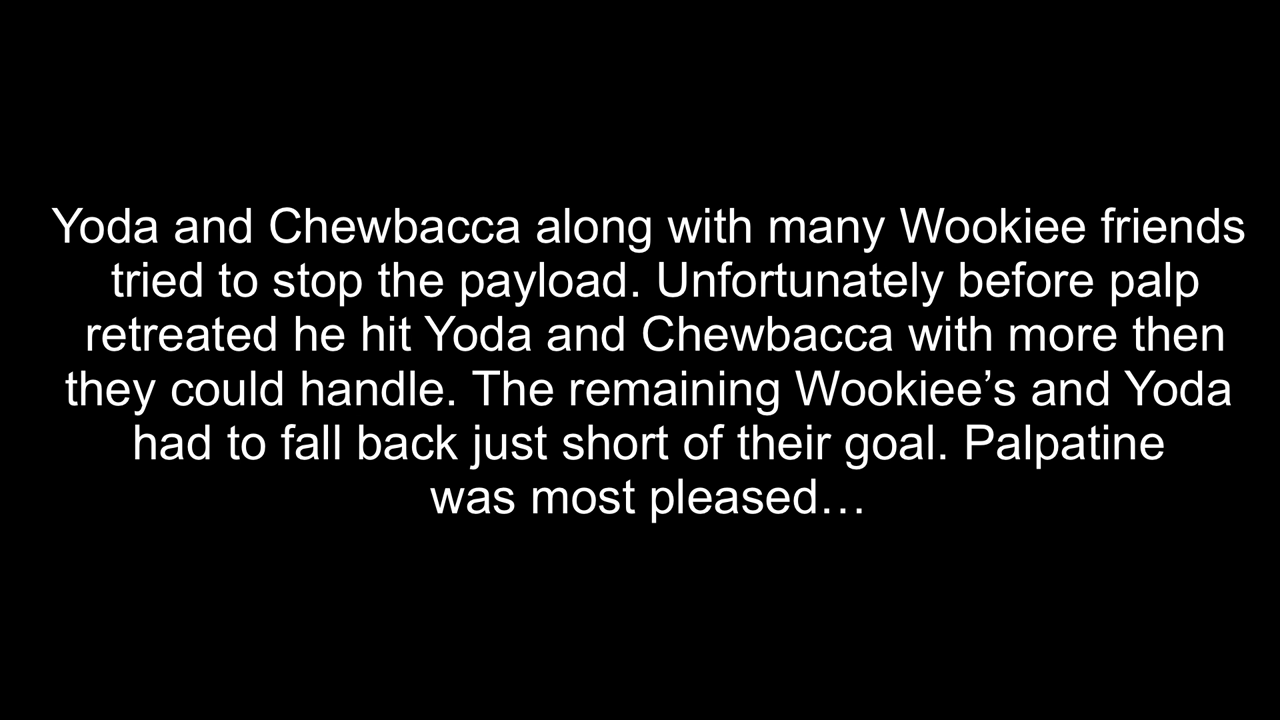 Yoda and Chewbacca along with many Wookiee friends
tried to stop the payload. Unfortunately before palp
retreated he hit Yoda and Chewbacca with more then
they could handle. The remaining Wookiee’s and Yoda
had to fall back just short of their goal. Palpatine
was most pleased…